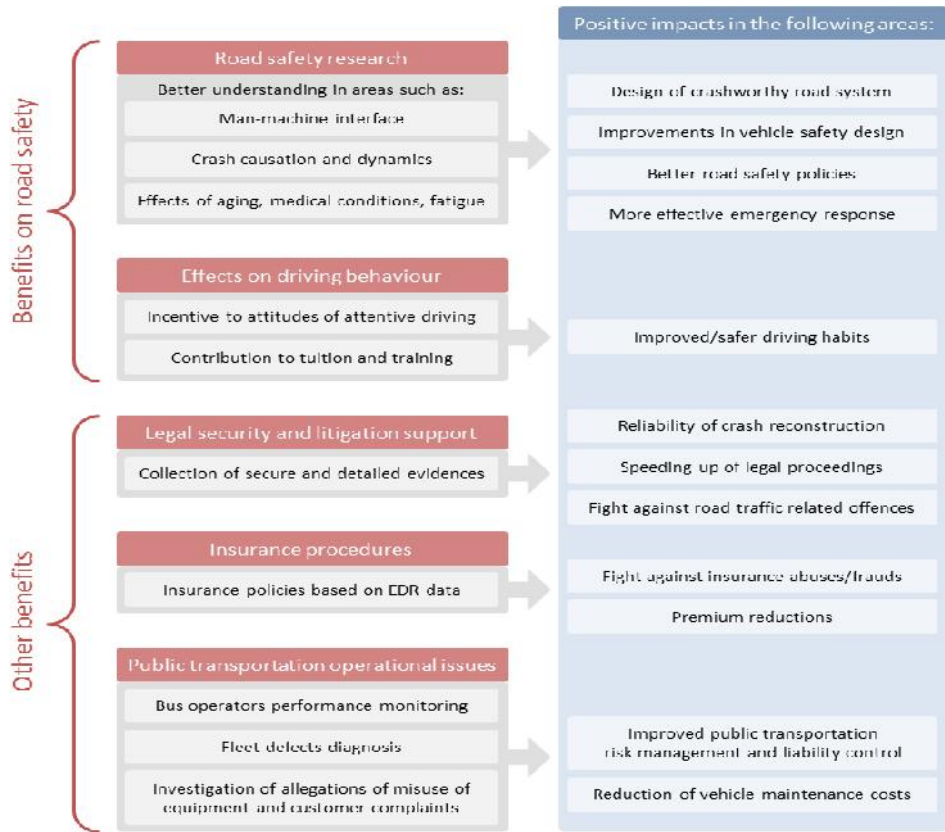 Positive impacts in the following areas:
Benefits on road safety
Road safety research
Better understanding in areas such as:
Man-machine interface
Crash causation and dynamics
Effects of aging, medical conditions, fatigue
Design of crashworthy road system
Improvements in vehicle safety design
Better road safety policies
More effective emergency response
Effects on driving behaviour
Incentive to attitudes of attentive driving
Contribution to tuition and training
Improved/safer driving habits
Other benefits
Legal security and litigation support
Collection of secure and detailed evidences
Reliability of crash reconstruction
Speeding up of legal proceedings
Fight against road traffic related offences
Insurance procedures
Insurance policies based on EDR data
Fight against insurance abuses/frauds
Premium reductions
Public transportation operational issues
Bus operators performance monitoring
Fleet defects diagnosis
Investigation of allegations of misuse of
equipment and customer complaints
Improved public transportation
risk management and liability control
Reduction of vehicle maintenance costs